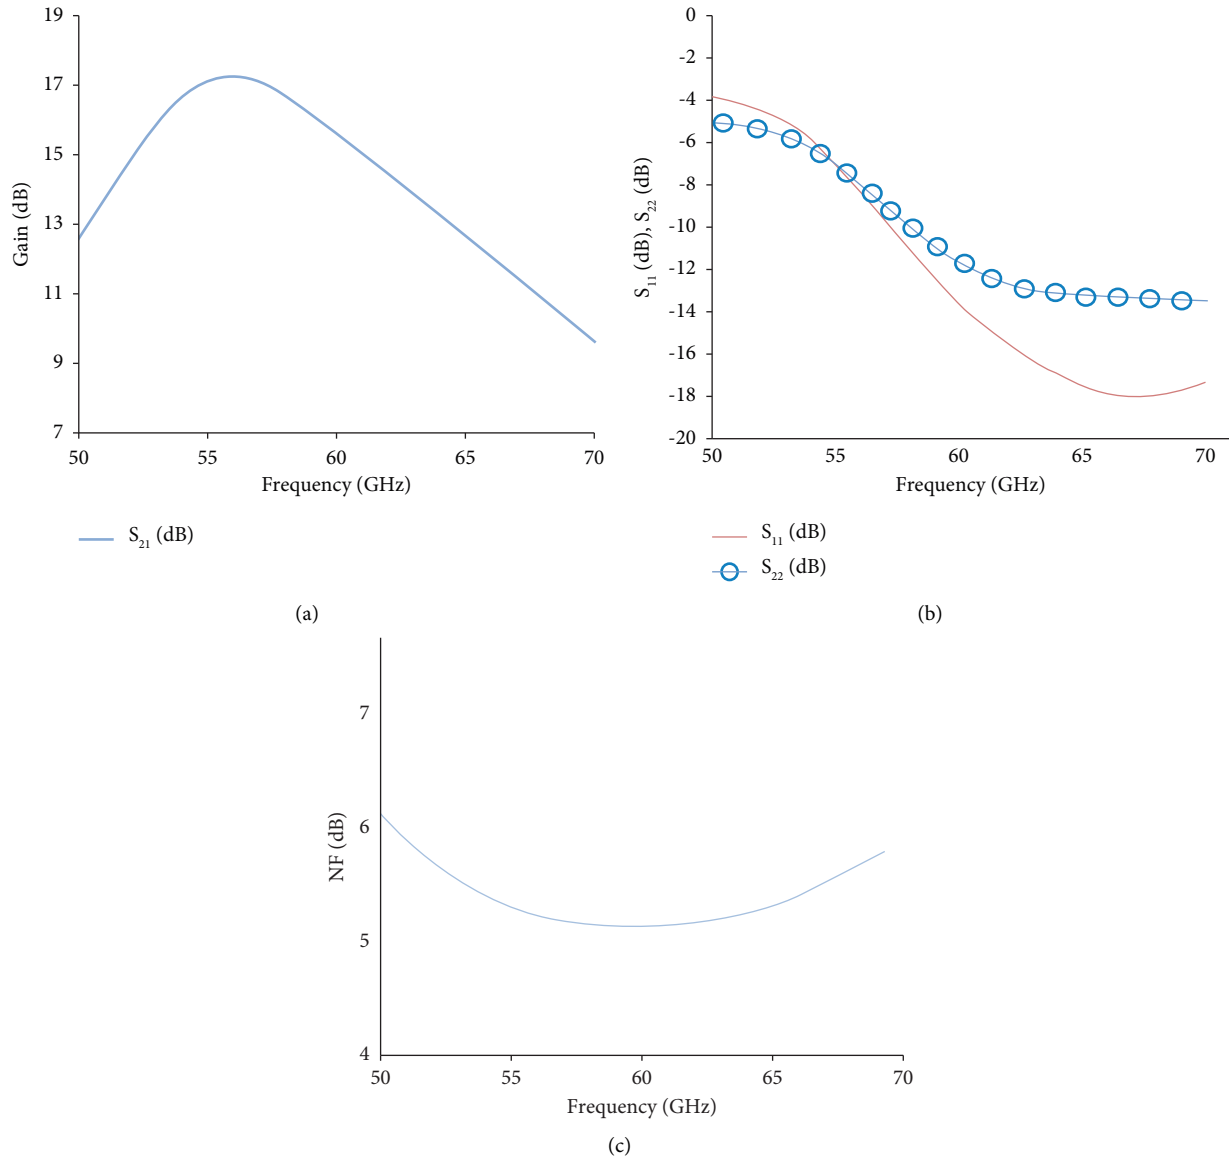 19
17
15
13
11
9
7
Gain (dB)
50 55 60 65 70
Frequency (GHz)
S21 (dB)
(a)
0
-2
-4
-6
-8
-10
-12
-14
-16
-18
-20
S11 (dB), S22 (dB)
50 55 60 65 70
Frequency (GHz)
S11 (dB)
S22 (dB)
(b)
7
6
5
4
NF (dB)
50 55 60 65 70
Frequency (GHz)
(c)